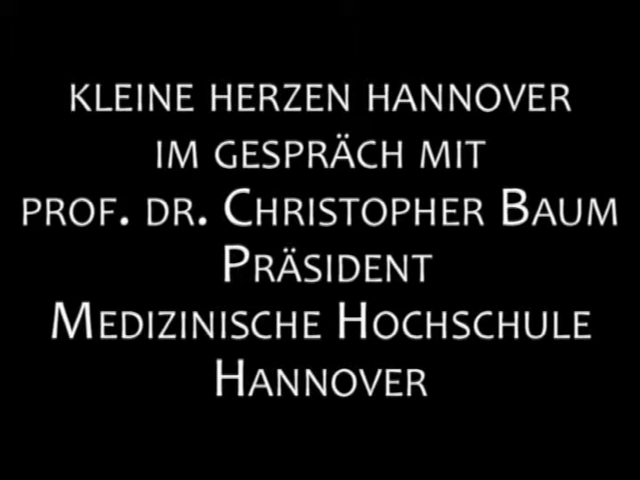 KLEINE HERZEN HANNOVER
IM GESPRÄCH MIT
PROF. DR. CHRISTOPHER BAUM
PRÄSIDENT
MEDIZINISCHE HOCHSCHULE
HANNOVER